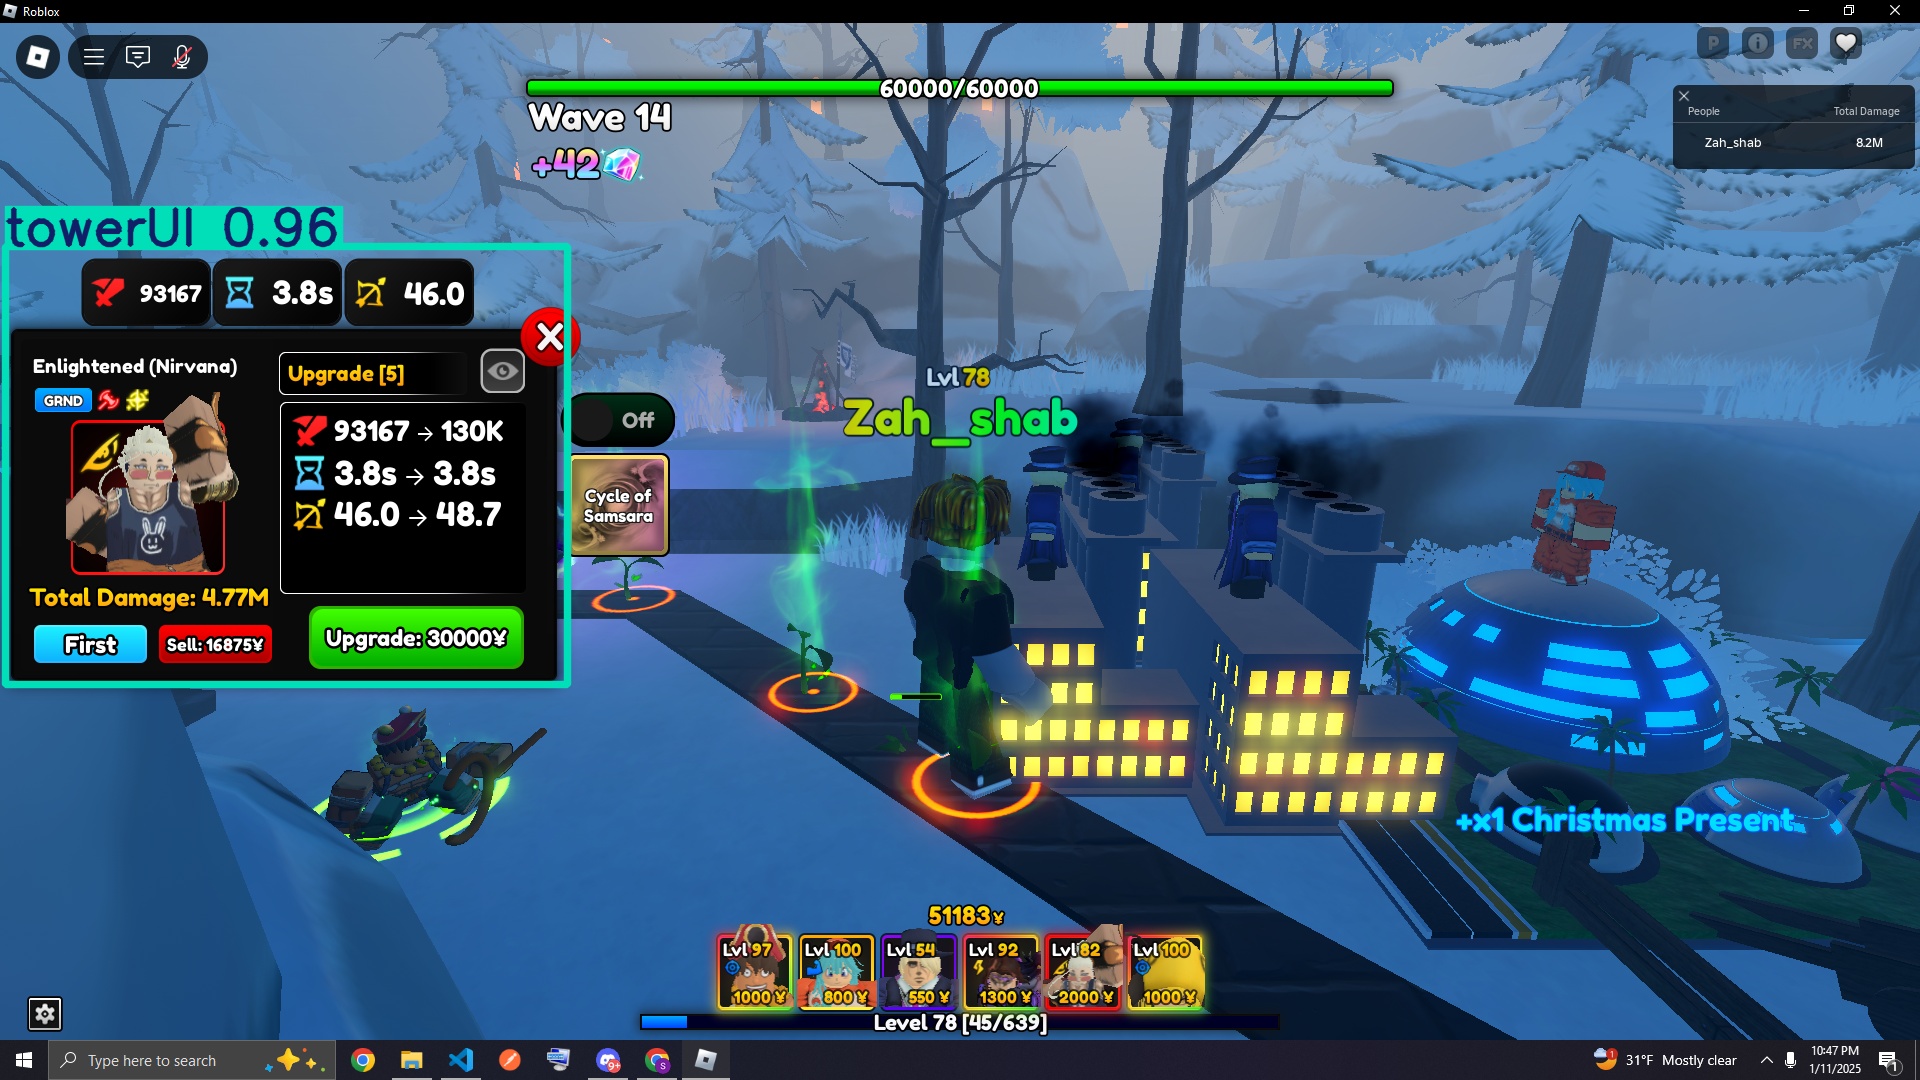 Roblox
P
FX
60000/60000
Wave 14
+42
People Total Damage
Zah_shab 8.2M
towerUI 0.96
93167 3.8s 46.0
Enlightened (Nirvana)
GRND
Upgrade [5]
93167 → 130K
3.8s → 3.8s
46.0 → 48.7
Total Damage: 4.77M
First
Sell: 16875¥
Upgrade: 30000¥
Off
Cycle of
Samsara
Lvl 78
Zah_shab
+x1 Christmas Present
51183¥
Lvl 97 Lvl 100 Lvl 54 Lvl 92 Lvl 82 Lvl 100
1000 ¥ 800 ¥ 550 ¥ 1300 ¥ 2000 ¥ 1000 ¥
Level 78 [45/639]
Type here to search
9+
S
1
31°F Mostly clear
10:47 PM
1/11/2025
1